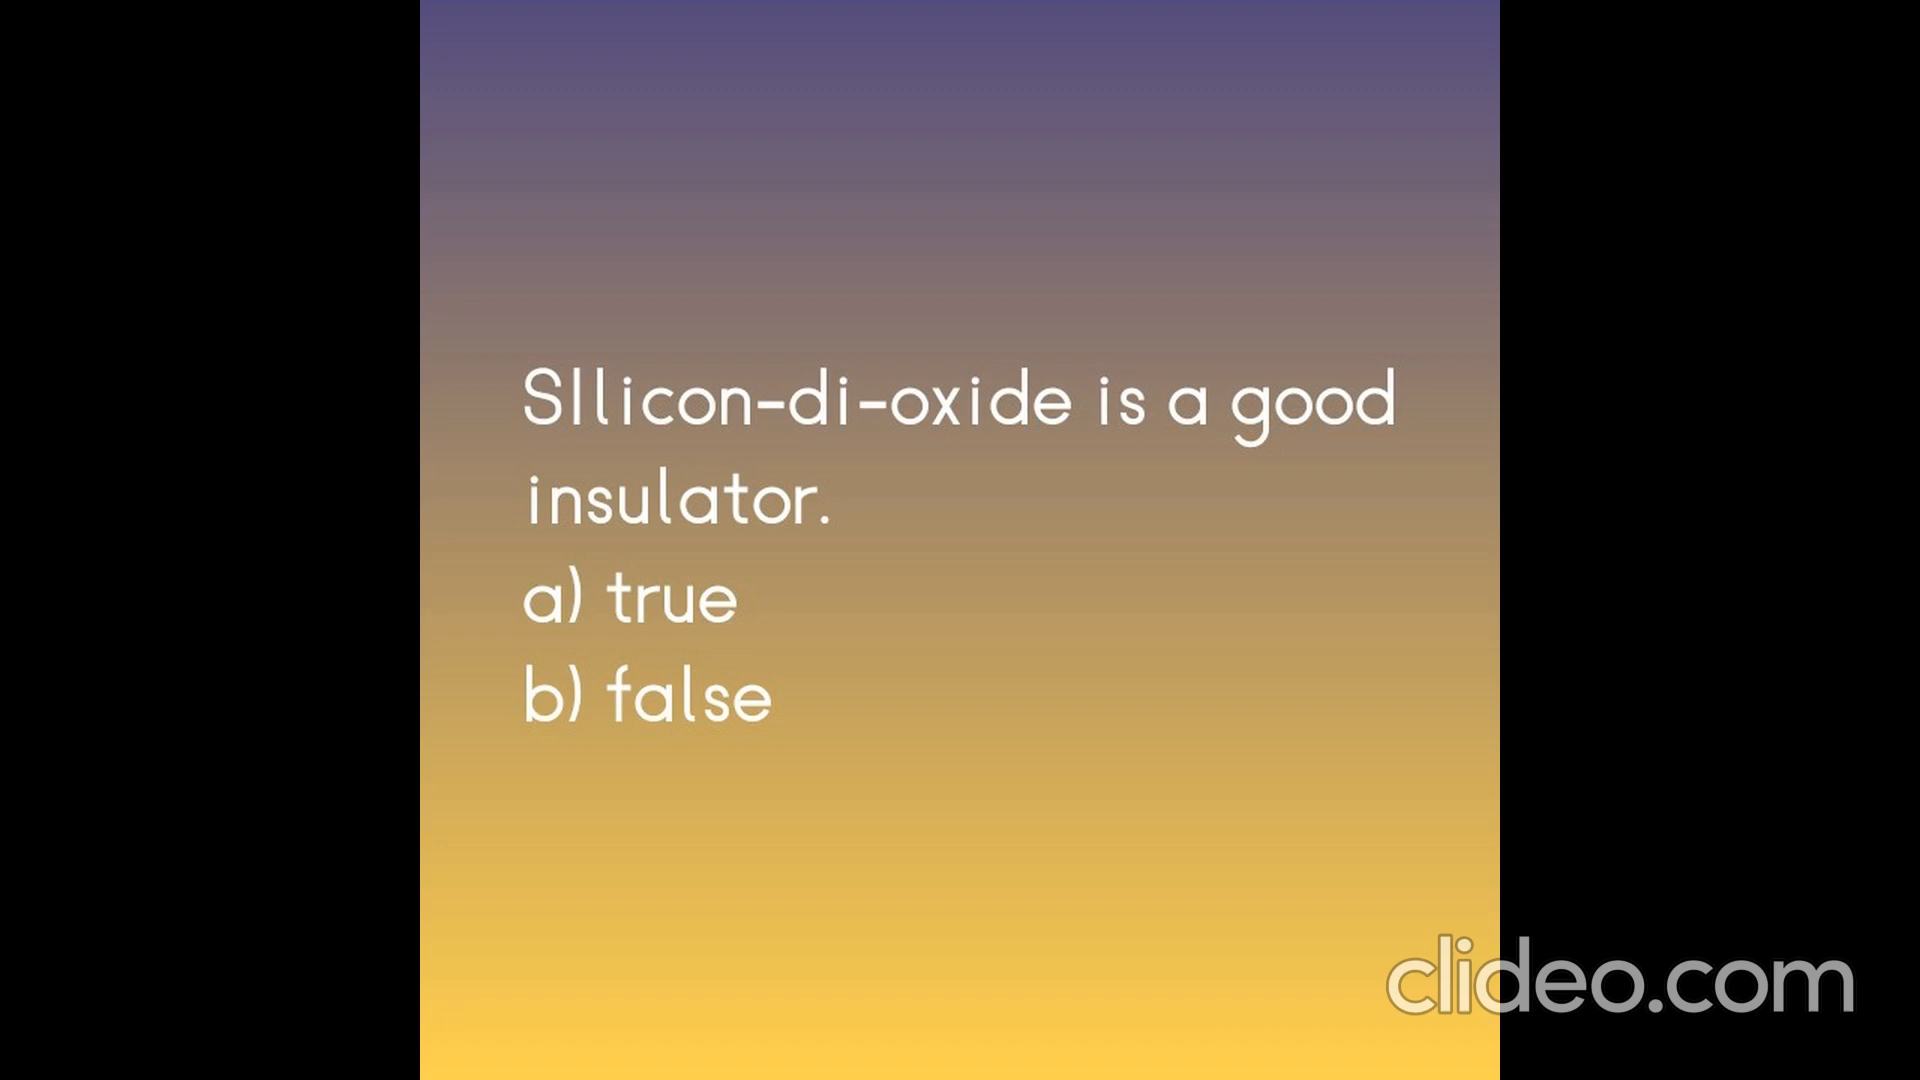 SIlicon-di-oxide is a good
insulator.
a) true
b) false
clideo.com